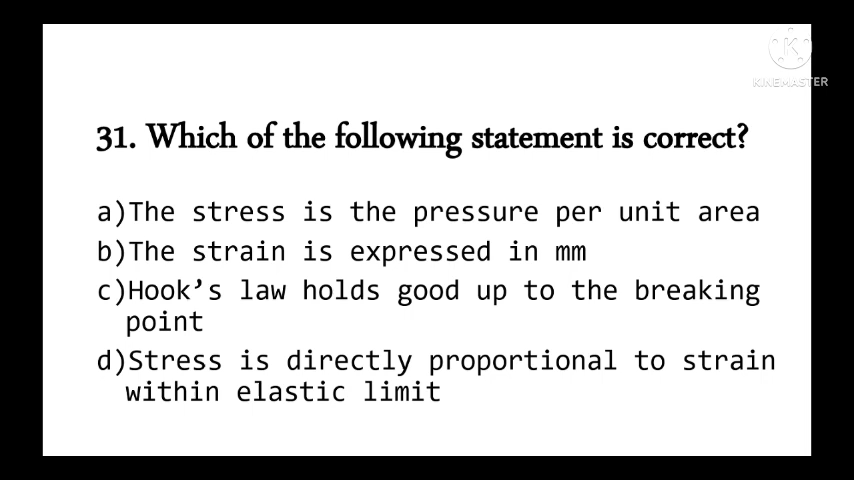 K
KINEMASTER
31. Which of the following statement is correct?
a)The stress is the pressure per unit area
b)The strain is expressed in mm
c)Hook’s law holds good up to the breaking
point
d)Stress is directly proportional to strain
within elastic limit